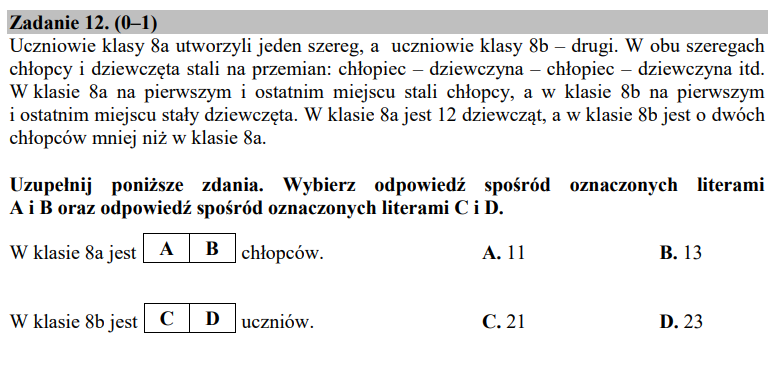 Zadanie 12. (0–1)
Uczniowie klasy 8a utworzyli jeden szereg, a uczniowie klasy 8b – drugi. W obu szeregach
chłopcy i dziewczęta stali na przemian: chłopiec – dziewczyna – chłopiec – dziewczyna itd.
W klasie 8a na pierwszym i ostatnim miejscu stali chłopcy, a w klasie 8b na pierwszym
i ostatnim miejscu stały dziewczęta. W klasie 8a jest 12 dziewcząt, a w klasie 8b jest o dwóch
chłopców mniej niż w klasie 8a.
Uzupełnij poniższe zdania. Wybierz odpowiedź spośród oznaczonych literami
A i B oraz odpowiedź spośród oznaczonych literami C i D.
W klasie 8a jest A B chłopców. A. 11 B. 13
W klasie 8b jest C D uczniów. C. 21 D. 23